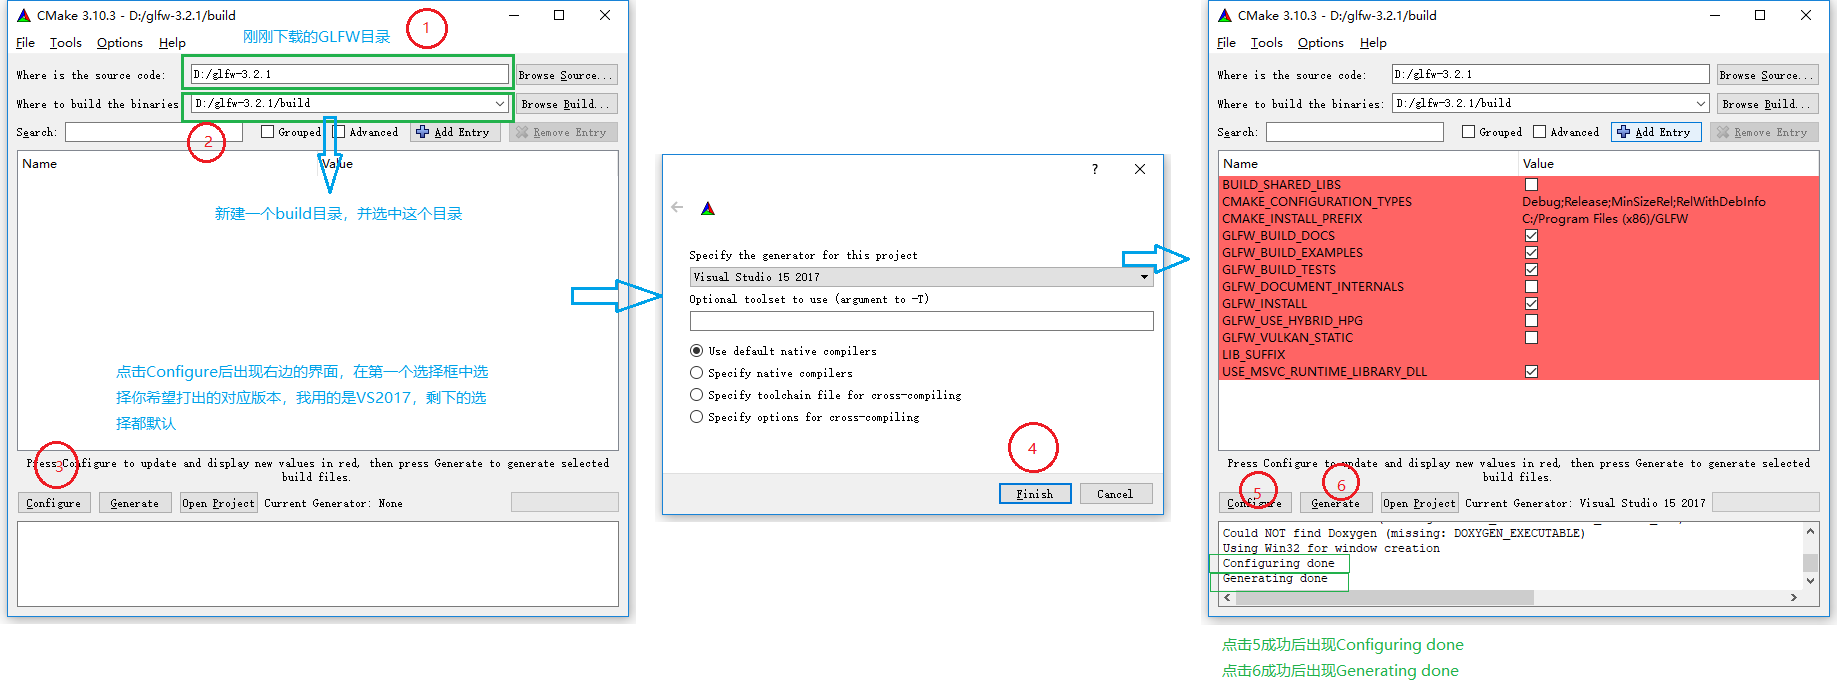 CMake 3.10.3 - D:/glfw-3.2.1/build
File Tools Options Help
刚刚下载的GLFW目录
1
Where is the source code:
D:/glfw-3.2.1
Browse Source...
Where to build the binaries
D:/glfw-3.2.1/build
Browse Build...
Search:
2
Grouped
Advanced
Add Entry
Remove Entry
Name
Value
新建一个build目录，并选中这个目录
点击Configure后出现右边的界面，在第一个选择框中选
择你希望打出的对应版本，我用的是VS2017，剩下的选
择都默认
3
Press Configure to update and display new values in red, then press Generate to generate selected
build files.
Configure
Generate
Open Project
Current Generator: None
?
Specify the generator for this project
Visual Studio 15 2017
Optional toolset to use (argument to -T)
Use default native compilers
Specify native compilers
Specify toolchain file for cross-compiling
Specify options for cross-compiling
4
Finish
Cancel
CMake 3.10.3 - D:/glfw-3.2.1/build
File Tools Options Help
Where is the source code:
D:/glfw-3.2.1
Browse Source...
Where to build the binaries:
D:/glfw-3.2.1/build
Browse Build...
Search:
Grouped
Advanced
Add Entry
Remove Entry
Name
Value
BUILD_SHARED_LIBS
CMAKE_CONFIGURATION_TYPES Debug;Release;MinSizeRel;RelWithDebInfo
CMAKE_INSTALL_PREFIX C:/Program Files (x86)/GLFW
GLFW_BUILD_DOCS
GLFW_BUILD_EXAMPLES
GLFW_BUILD_TESTS
GLFW_DOCUMENT_INTERNALS
GLFW_INSTALL
GLFW_USE_HYBRID_HPG
GLFW_VULKAN_STATIC
LIB_SUFFIX
USE_MSVC_RUNTIME_LIBRARY_DLL
Press Configure to update and display new values in red, then press Generate to generate selected
build files.
5
6
Configure
Generate
Open Project
Current Generator: Visual Studio 15 2017
Could NOT find Doxygen (missing: DOXYGEN_EXECUTABLE)
Using Win32 for window creation
Configuring done
Generating done
点击5成功后出现Configuring done
点击6成功后出现Generating done